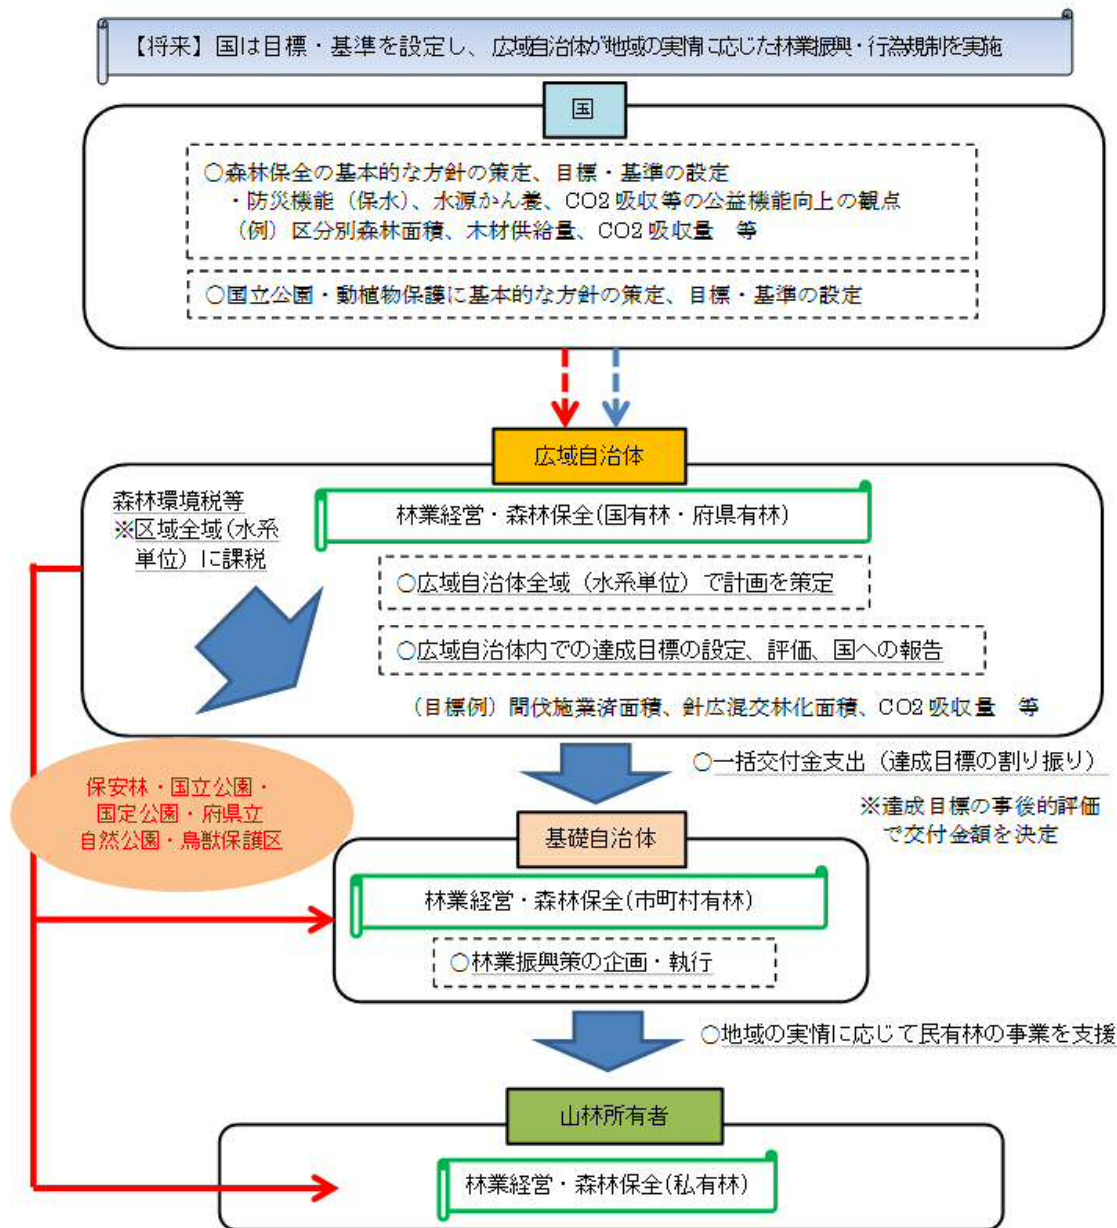 【将来】国は目標・基準を設定し、広域自治体が地域の実情に応じた林業振興・行為規制を実施
国
○森林保全の基本的な方針の策定、目標・基準の設定
・防災機能（保水）、水源かん養、CO2吸収等の公益機能向上の観点
（例）区分別森林面積、木材供給量、CO2吸収量　等
○国立公園・動植物保護に基本的な方針の策定、目標・基準の設定
広域自治体
森林環境税等
※区域全域(水系
単位）に課税
林業経営・森林保全(国有林・府県有林)
○広域自治体全域（水系単位）で計画を策定
○広域自治体内での達成目標の設定、評価、国への報告
（目標例）間伐施業済面積、針広混交林化面積、CO2吸収量　等
○一括交付金支出（達成目標の割り振り）
※達成目標の事後的評価
で交付金額を決定
保安林・国立公園・
国定公園・府県立
自然公園・鳥獣保護区
基礎自治体
林業経営・森林保全(市町村有林)
○林業振興策の企画・執行
○地域の実情に応じて民有林の事業を支援
山林所有者
林業経営・森林保全(私有林)